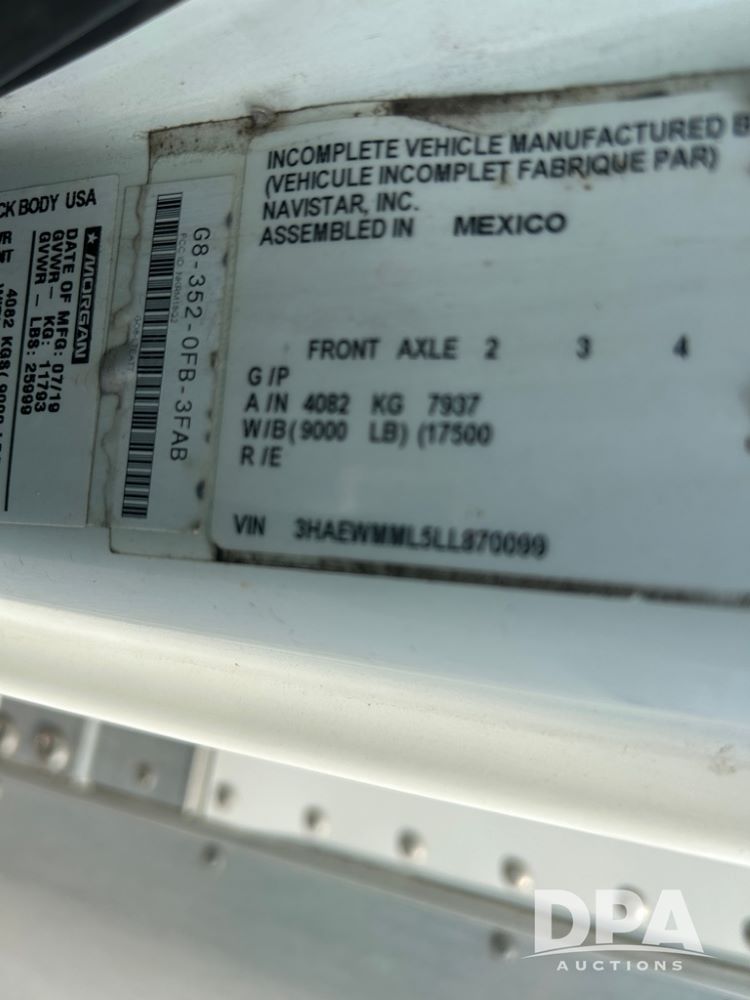 CK BODY USA
MORGAN
DATE OF MFG: 07/19
GVWR – KG: 11793
GVWR – LBS: 25999
4082 KGS( 9000
G8-352-0FB-3FAB
INCOMPLETE VEHICLE MANUFACTURED B
(VEHICULE INCOMPLET FABRIQUE PAR)
NAVISTAR, INC.
ASSEMBLED IN MEXICO
FRONT AXLE 2 3 4
G/P
A/N 4082 KG 7937
W/B (9000 LB) (17500
R/E
VIN 3HAEWMML5LL870099
DPA
AUCTIONS